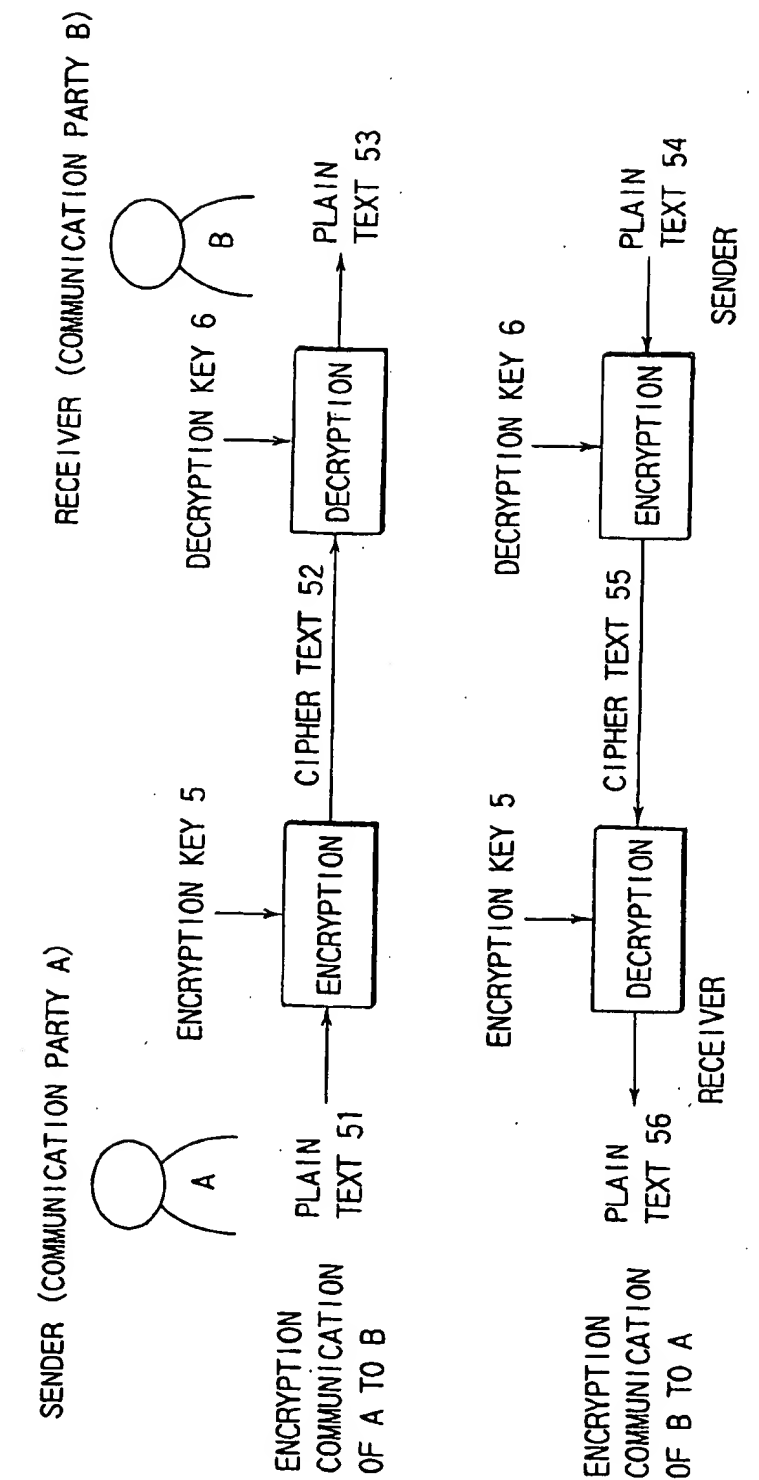 SENDER (COMMUNICATION PARTY A)
RECEIVER (COMMUNICATION PARTY B)
A
B
ENCRYPTION KEY 5
DECRYPTION KEY 6
ENCRYPTION
COMMUNICATION
OF A TO B
PLAIN
TEXT 51
ENCRYPTION
CIPHER TEXT 52
DECRYPTION
PLAIN
TEXT 53
ENCRYPTION KEY 5
DECRYPTION KEY 6
ENCRYPTION
COMMUNICATION
OF B TO A
PLAIN
TEXT 56
DECRYPTION
CIPHER TEXT 55
ENCRYPTION
PLAIN
TEXT 54
RECEIVER
SENDER